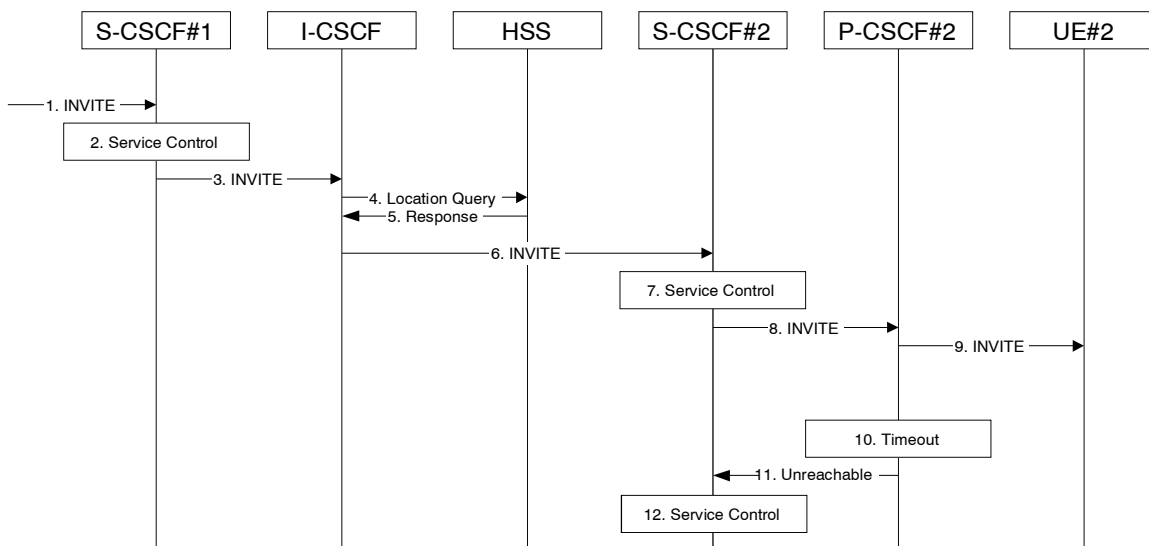 S-CSCF#1
I-CSCF
HSS
S-CSCF#2
P-CSCF#2
UE#2
1. INVITE
2. Service Control
3. INVITE
4. Location Query
5. Response
6. INVITE
7. Service Control
8. INVITE
9. INVITE
10. Timeout
11. Unreachable
12. Service Control